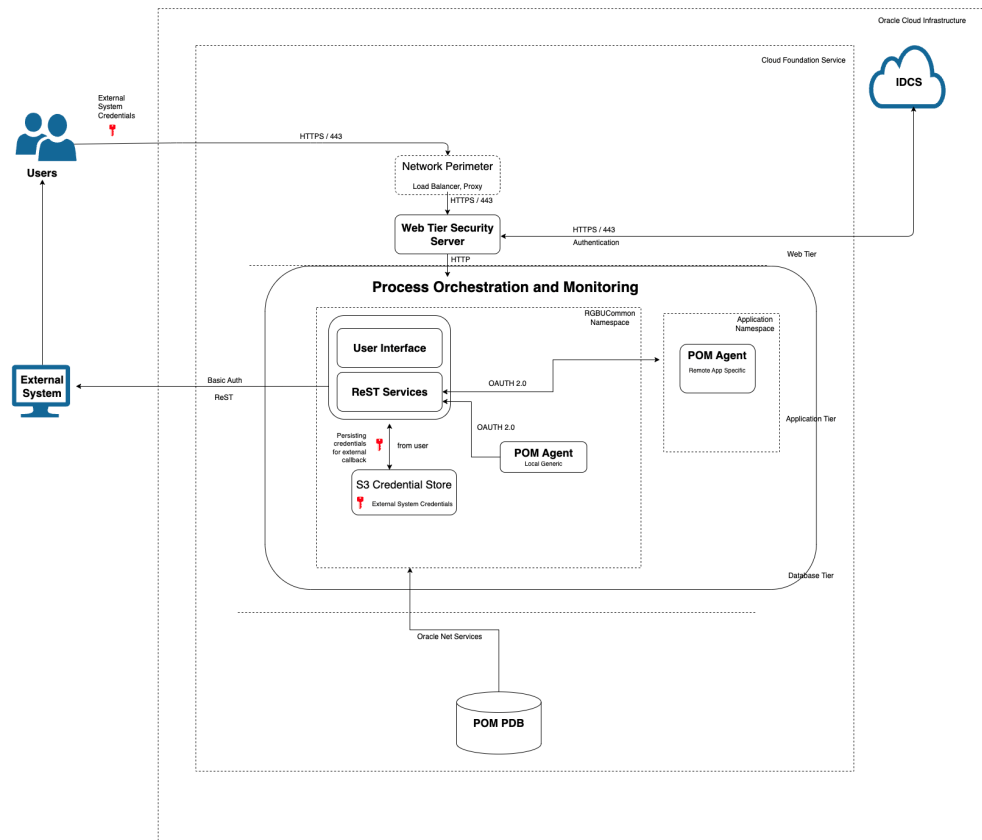 Oracle Cloud Infrastructure
Cloud Foundation Service
IDCS
External
System
Credentials
Users
HTTPS / 443
Network Perimeter
Load Balancer, Proxy
HTTPS / 443
Web Tier Security
Server
HTTPS / 443
Authentication
HTTP
Web Tier
Process Orchestration and Monitoring
RGBUCommon
Namespace
Application
Namespace
User Interface
ReST Services
POM Agent
Remote App Specific
OAUTH 2.0
External
System
Basic Auth
ReST
Application Tier
OAUTH 2.0
Persisting
credentials
for external
callback
from user
POM Agent
Local Generic
S3 Credential Store
External System Credentials
Database Tier
Oracle Net Services
POM PDB